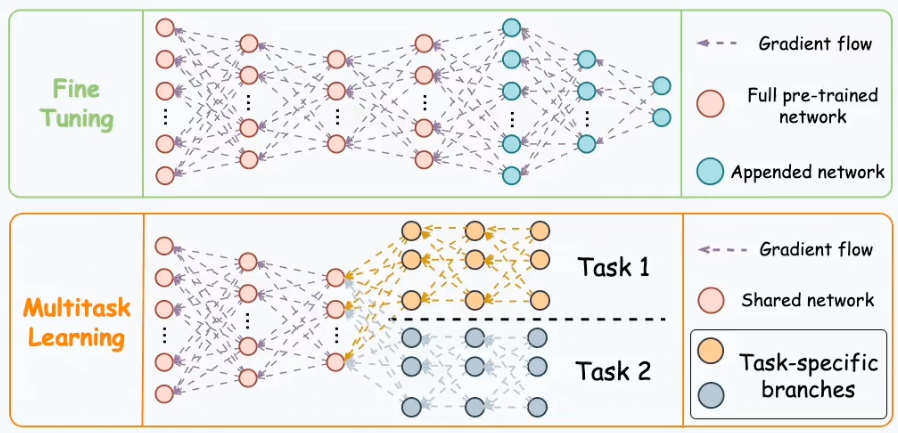 Fine
Tuning
Gradient flow
Full pre-trained
network
Appended network
Multitask
Learning
Task 1
Task 2
Gradient flow
Shared network
Task-specific
branches